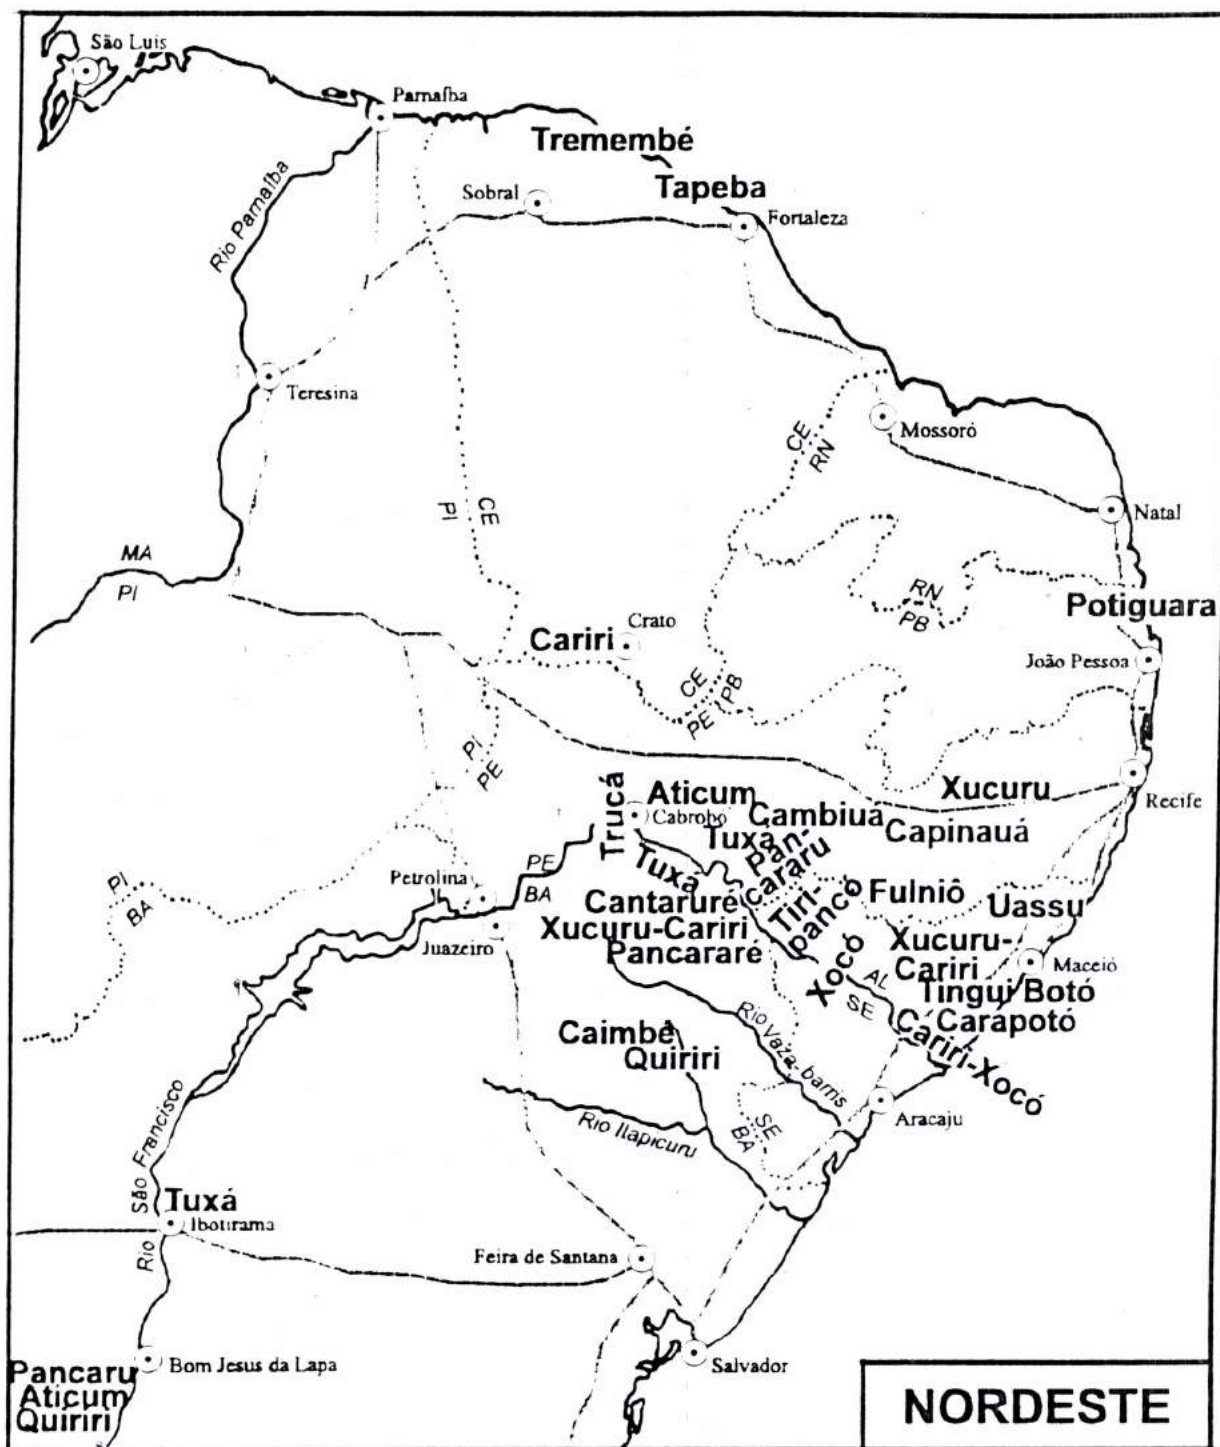 São Luis
Parnaíba
Tremembé
Rio Parnaíba
Sobral
Tapeba
Fortaleza
Teresina
CE
RN
Mossoró
CE
PI
Natal
MA
PI
RN
PB
Potiguara
Crato
Cariri
João Pessoa
CE
PB
PE
PI
PE
Xucuru
Recife
Trucá
Aticum
Cabrobó
Cambiuá
Capinauá
Tuxá
Pan-
cararu
Tuxá
PE
BA
Petrolina
PI
BA
Tiri-
pancó
Fulniô
Uassu
Cantaruré
Xucuru-Cariri
Pancararé
Juazeiro
Xocó
Xucuru-
Cariri
Maceió
AL
SE
Tingui Botó
Carapotó
Cariri-Xocó
Rio Vaza-barris
Caimbé
Quiriri
Aracaju
SE
BA
Rio Itapicuru
Rio São Francisco
Tuxá
Ibotirama
Feira de Santana
Bom Jesus da Lapa
Salvador
Pancaru
Aticum
Quiriri
NORDESTE